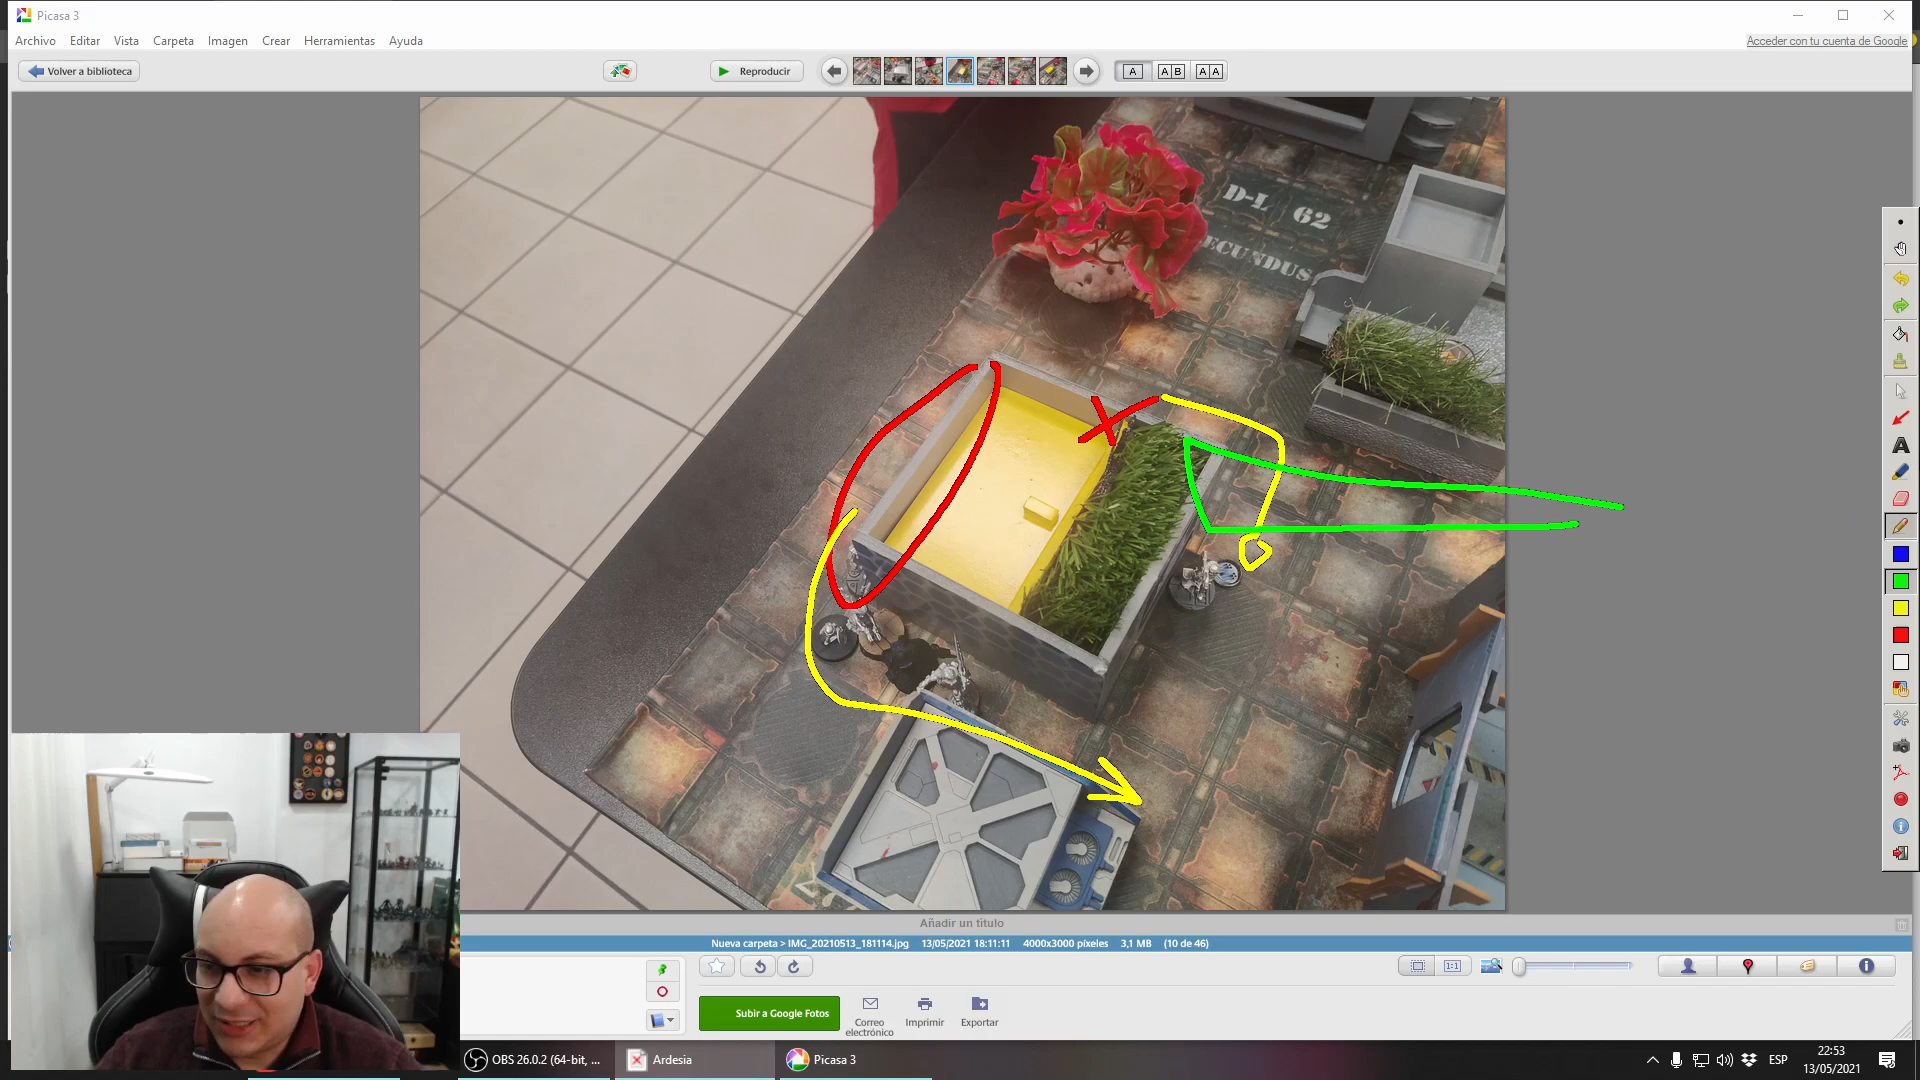 Picasa 3
Archivo Editar Vista Carpeta Imagen Crear Herramientas Ayuda
Acceder con tu cuenta de Google
Volver a biblioteca
Reproducir
A
A B
A A
D-L 62
ECUNDUS
Añadir un título
Nueva carpeta > IMG_20210513_181114.jpg 13/05/2021 18:11:11 4000x3000 píxeles 3,1 MB (10 de 46)
1:1
Subir a Google Fotos
Correo electrónico
Imprimir
Exportar
A
OBS 26.0.2 (64-bit, ...
Ardesia
Picasa 3
ESP
22:53
13/05/2021